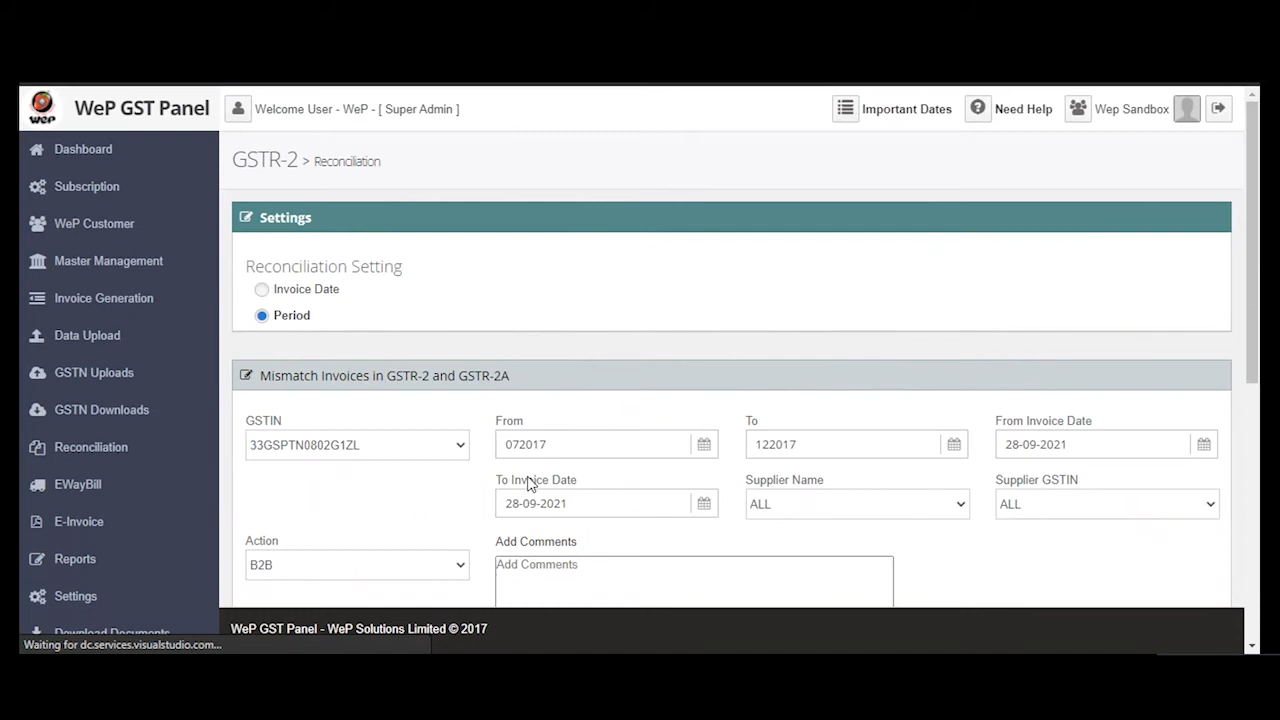 WeP
WeP GST Panel
Welcome User - WeP - [ Super Admin ]
Important Dates
Need Help
Wep Sandbox
Dashboard
Subscription
WeP Customer
Master Management
Invoice Generation
Data Upload
GSTN Uploads
GSTN Downloads
Reconciliation
EWayBill
E-Invoice
Reports
Settings
Download Documents
GSTR-2 > Reconciliation
Settings
Reconciliation Setting
Invoice Date
Period
Mismatch Invoices in GSTR-2 and GSTR-2A
GSTIN
33GSPTN0802G1ZL
From
072017
To
122017
From Invoice Date
28-09-2021
To Invoice Date
28-09-2021
Supplier Name
ALL
Supplier GSTIN
ALL
Action
B2B
Add Comments
Add Comments
WeP GST Panel - WeP Solutions Limited © 2017
Waiting for dc.services.visualstudio.com...